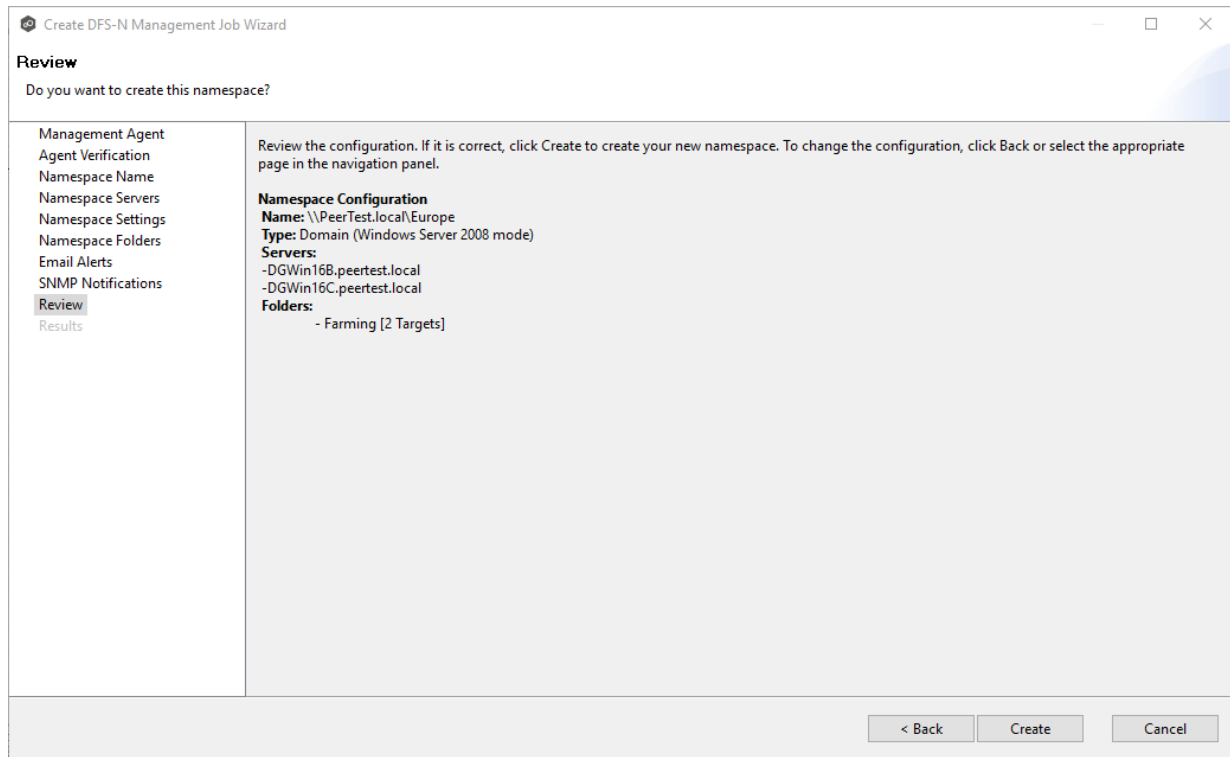 Create DFS-N Management Job Wizard
Review
Do you want to create this namespace?
Management Agent
Agent Verification
Namespace Name
Namespace Servers
Namespace Settings
Namespace Folders
Email Alerts
SNMP Notifications
Review
Results
Review the configuration. If it is correct, click Create to create your new namespace. To change the configuration, click Back or select the appropriate
page in the navigation panel.
Namespace Configuration
Name: \\PeerTest.local\Europe
Type: Domain (Windows Server 2008 mode)
Servers:
-DGWin16B.peertest.local
-DGWin16C.peertest.local
Folders:
- Farming [2 Targets]
< Back
Create
Cancel